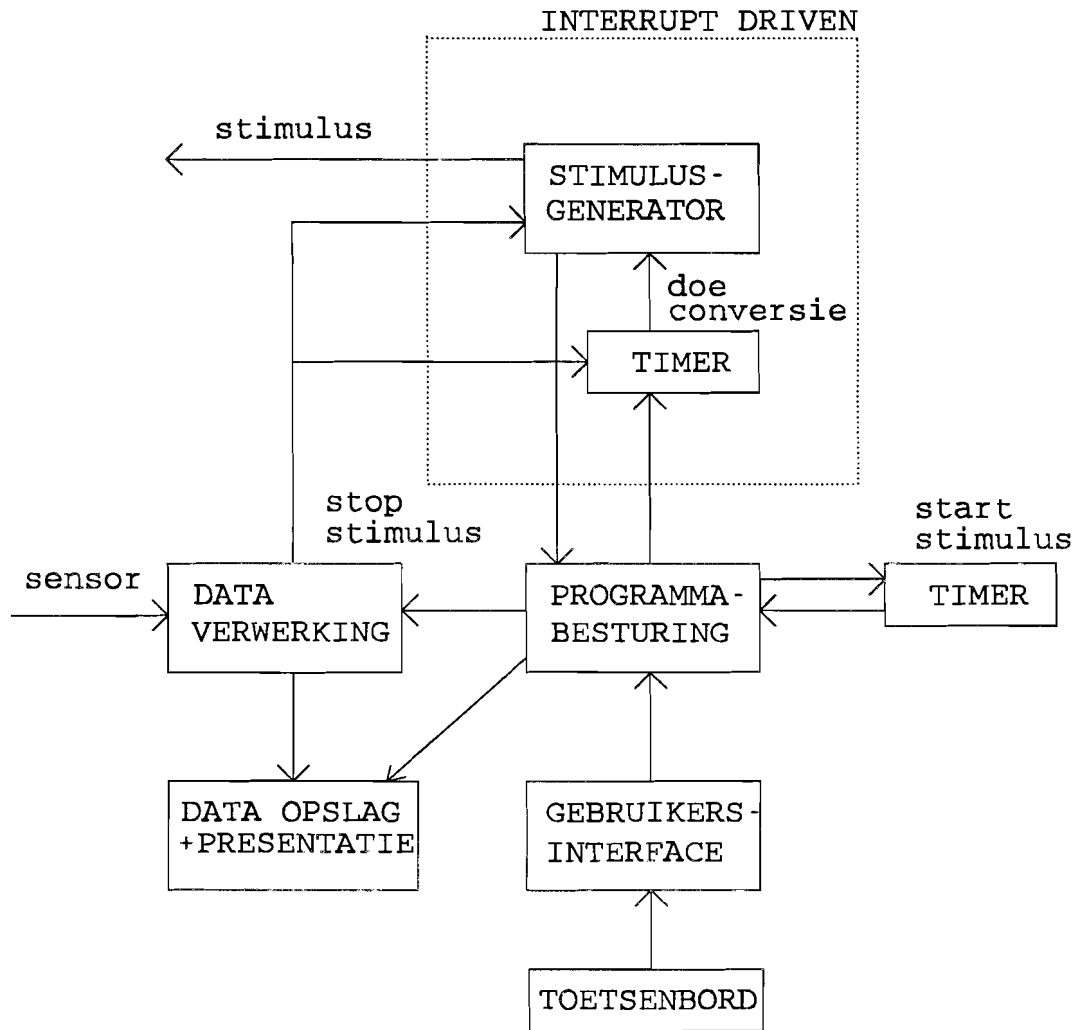 INTERRUPT DRIVEN
stimulus
STIMULUS-
GENERATOR
doe
conversie
TIMER
stop
stimulus
start
stimulus
sensor
DATA
VERWERKING
PROGRAMMA-
BESTURING
TIMER
DATA OPSLAG
+PRESENTATIE
GEBRUIKERS-
INTERFACE
TOETSENBORD